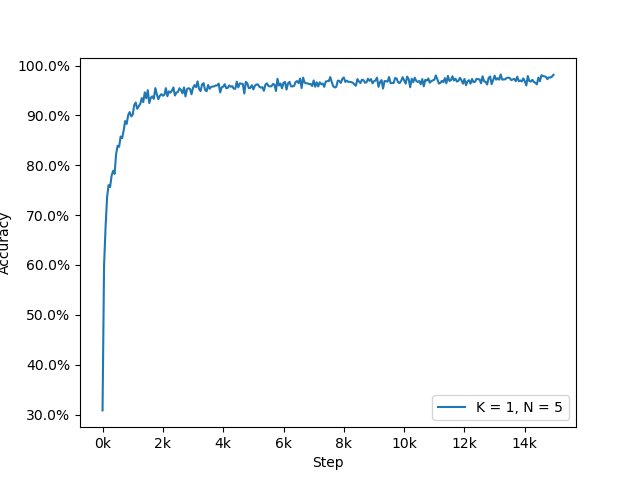 100.0%
90.0%
80.0%
70.0%
60.0%
50.0%
40.0%
30.0%
Accuracy
0k 2k 4k 6k 8k 10k 12k 14k
Step
K = 1, N = 5